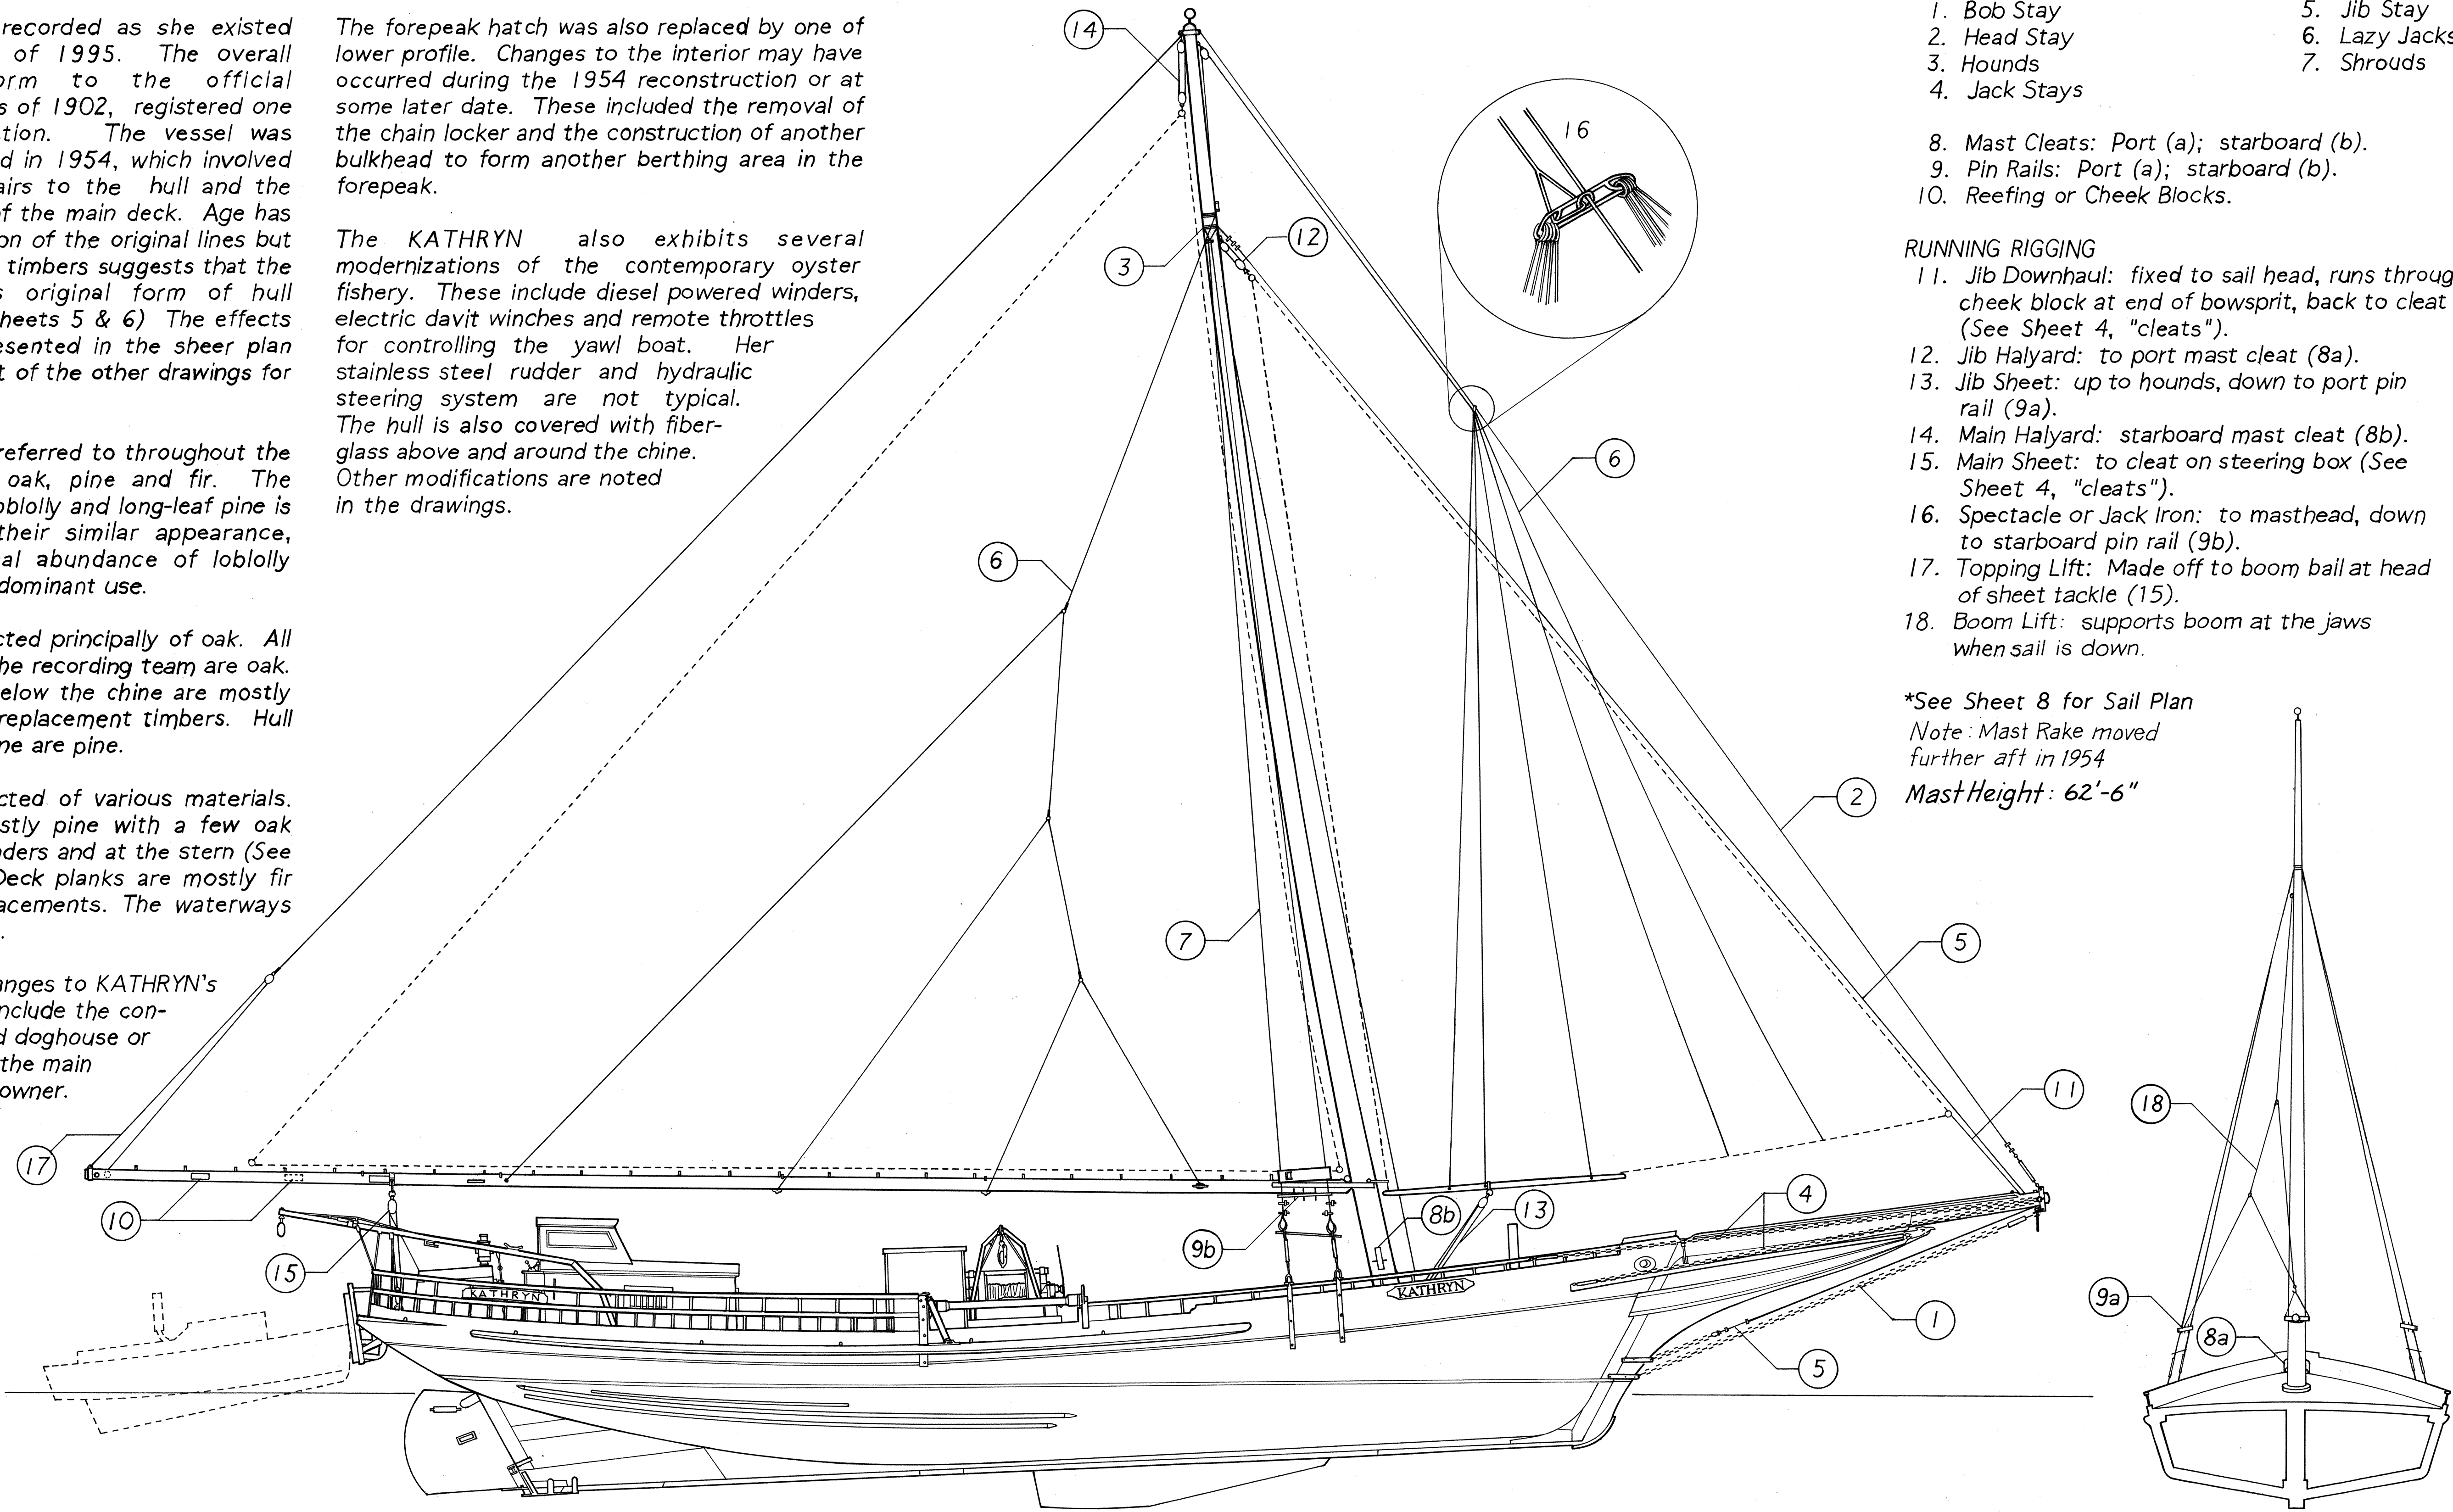 recorded as she existed
of 1995. The overall
to the official
s of 1902, registered one
The vessel was
in 1954, which involved
to the hull and the
of the main deck. Age has
of the original lines but
timbers suggests that the
original form of hull
sheets 5 & 6) The effects
in the sheer plan
of the other drawings for
referred to throughout the
oak, pine and fir. The
loblolly and long-leaf pine is
their similar appearance,
abundance of loblolly
dominant use.
principally of oak. All
the recording team are oak.
below the chine are mostly
replacement timbers. Hull
are pine.
of various materials.
pine with a few oak
and at the stern (See
Deck planks are mostly fir
The waterways
to KATHRYN's
include the con-
doghouse or
the main
owner.
The forepeak hatch was also replaced by one of
lower profile. Changes to the interior may have
occurred during the 1954 reconstruction or at
some later date. These included the removal of
the chain locker and the construction of another
bulkhead to form another berthing area in the
forepeak.
The KATHRYN also exhibits several
modernizations of the contemporary oyster
fishery. These include diesel powered winders,
electric davit winches and remote throttles
for controlling the yawl boat. Her
stainless steel rudder and hydraulic
steering system are not typical.
The hull is also covered with fiber-
glass above and around the chine.
Other modifications are noted
in the drawings.
1. Bob Stay
2. Head Stay
3. Hounds
4. Jack Stays
5. Jib Stay
6. Lazy Jacks
7. Shrouds
8. Mast Cleats: Port (a); starboard (b).
9. Pin Rails: Port (a); starboard (b).
10. Reefing or Cheek Blocks.
RUNNING RIGGING
11. Jib Downhaul: fixed to sail head, runs throug
cheek block at end of bowsprit, back to cleat
(See Sheet 4, "cleats").
12. Jib Halyard: to port mast cleat (8a).
13. Jib Sheet: up to hounds, down to port pin
rail (9a).
14. Main Halyard: starboard mast cleat (8b).
15. Main Sheet: to cleat on steering box (See
Sheet 4, "cleats").
16. Spectacle or Jack Iron: to masthead, down
to starboard pin rail (9b).
17. Topping Lift: Made off to boom bail at head
of sheet tackle (15).
18. Boom Lift: supports boom at the jaws
when sail is down.
*See Sheet 8 for Sail Plan
Note: Mast Rake moved
further aft in 1954
Mast Height: 62'-6"
14
16
3
12
6
6
2
7
5
11
18
17
10
15
9b
8b
13
4
9a
8a
1
5
KATHRYN
KATHRYN